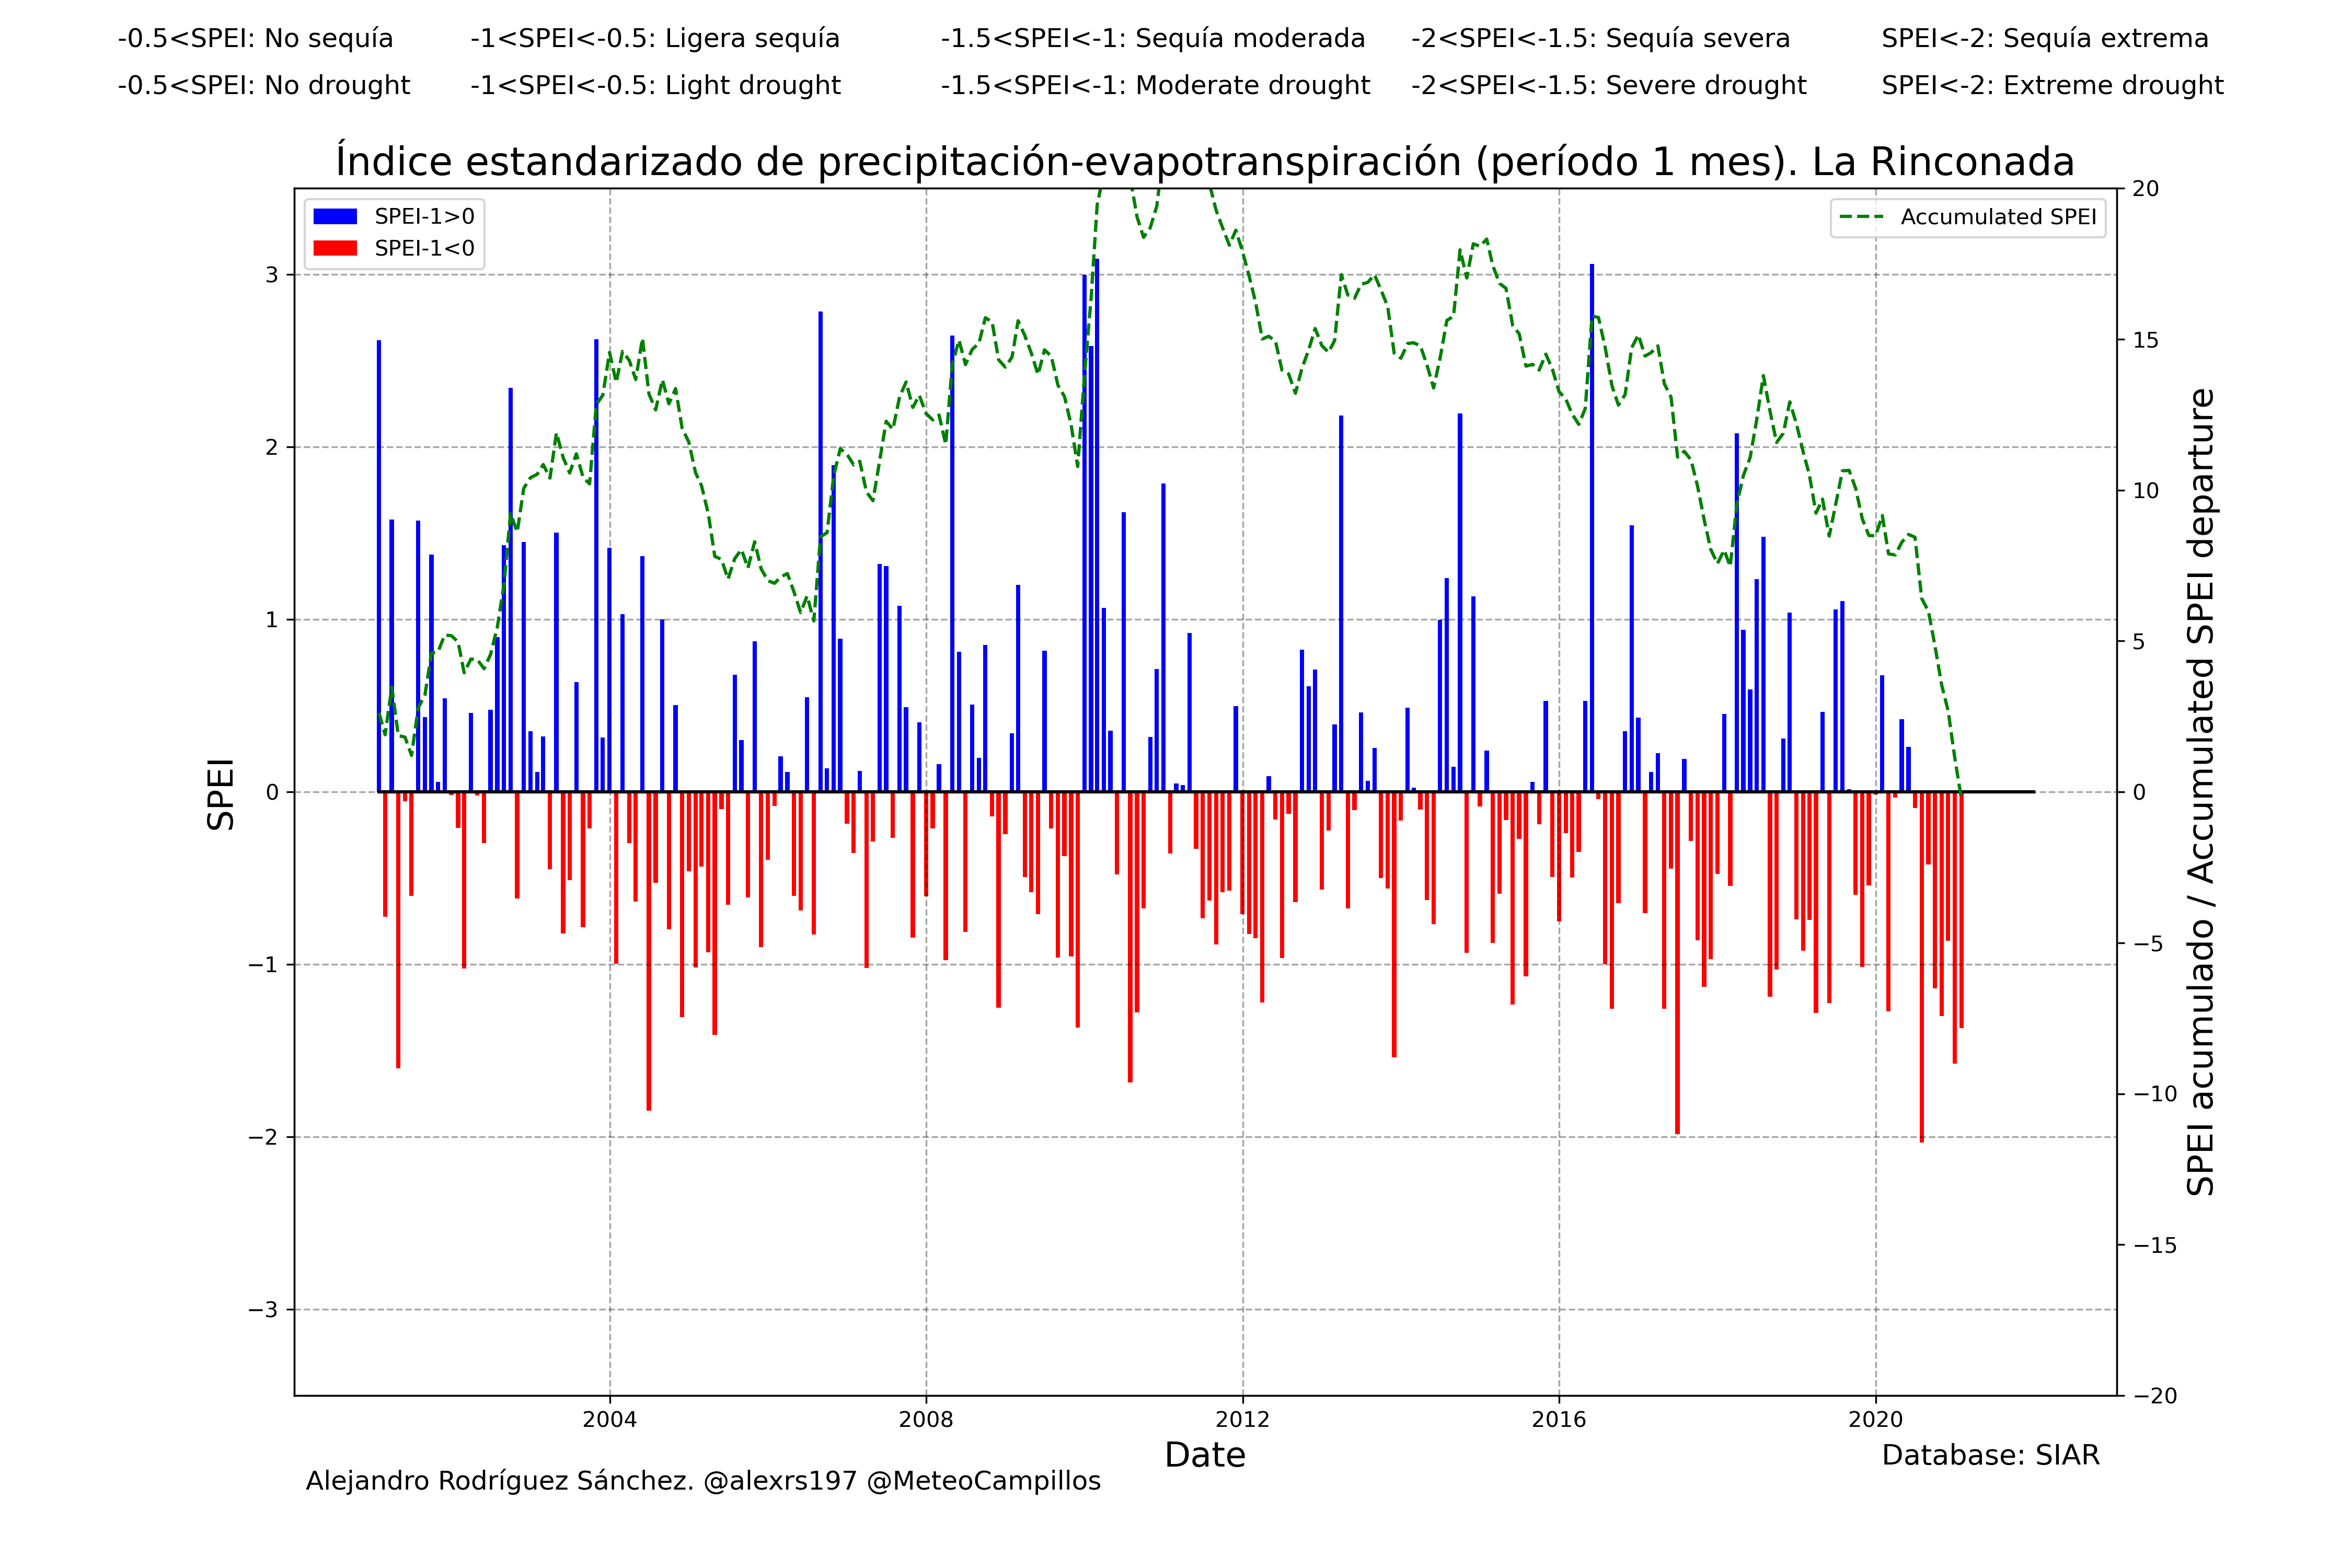 -0.5<SPEI: No sequía -1<SPEI<-0.5: Ligera sequía -1.5<SPEI<-1: Sequía moderada -2<SPEI<-1.5: Sequía severa SPEI<-2: Sequía extrema
-0.5<SPEI: No drought -1<SPEI<-0.5: Light drought -1.5<SPEI<-1: Moderate drought -2<SPEI<-1.5: Severe drought SPEI<-2: Extreme drought
Índice estandarizado de precipitación-evapotranspiración (período 1 mes). La Rinconada
SPEI-1>0
SPEI-1<0
Accumulated SPEI
SPEI
3
2
1
0
−1
−2
−3
20
15
10
5
0
−5
−10
−15
−20
SPEI acumulado / Accumulated SPEI departure
2004 2008 2012 2016 2020
Date
Database: SIAR
Alejandro Rodríguez Sánchez. @alexrs197 @MeteoCampillos